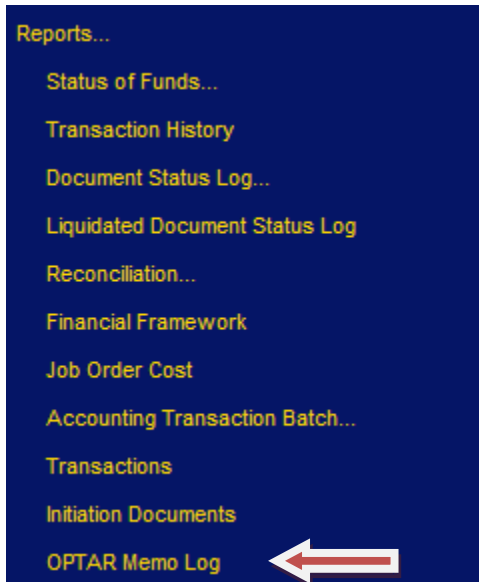 Reports...
Status of Funds...
Transaction History
Document Status Log...
Liquidated Document Status Log
Reconciliation...
Financial Framework
Job Order Cost
Accounting Transaction Batch...
Transactions
Initiation Documents
OPTAR Memo Log